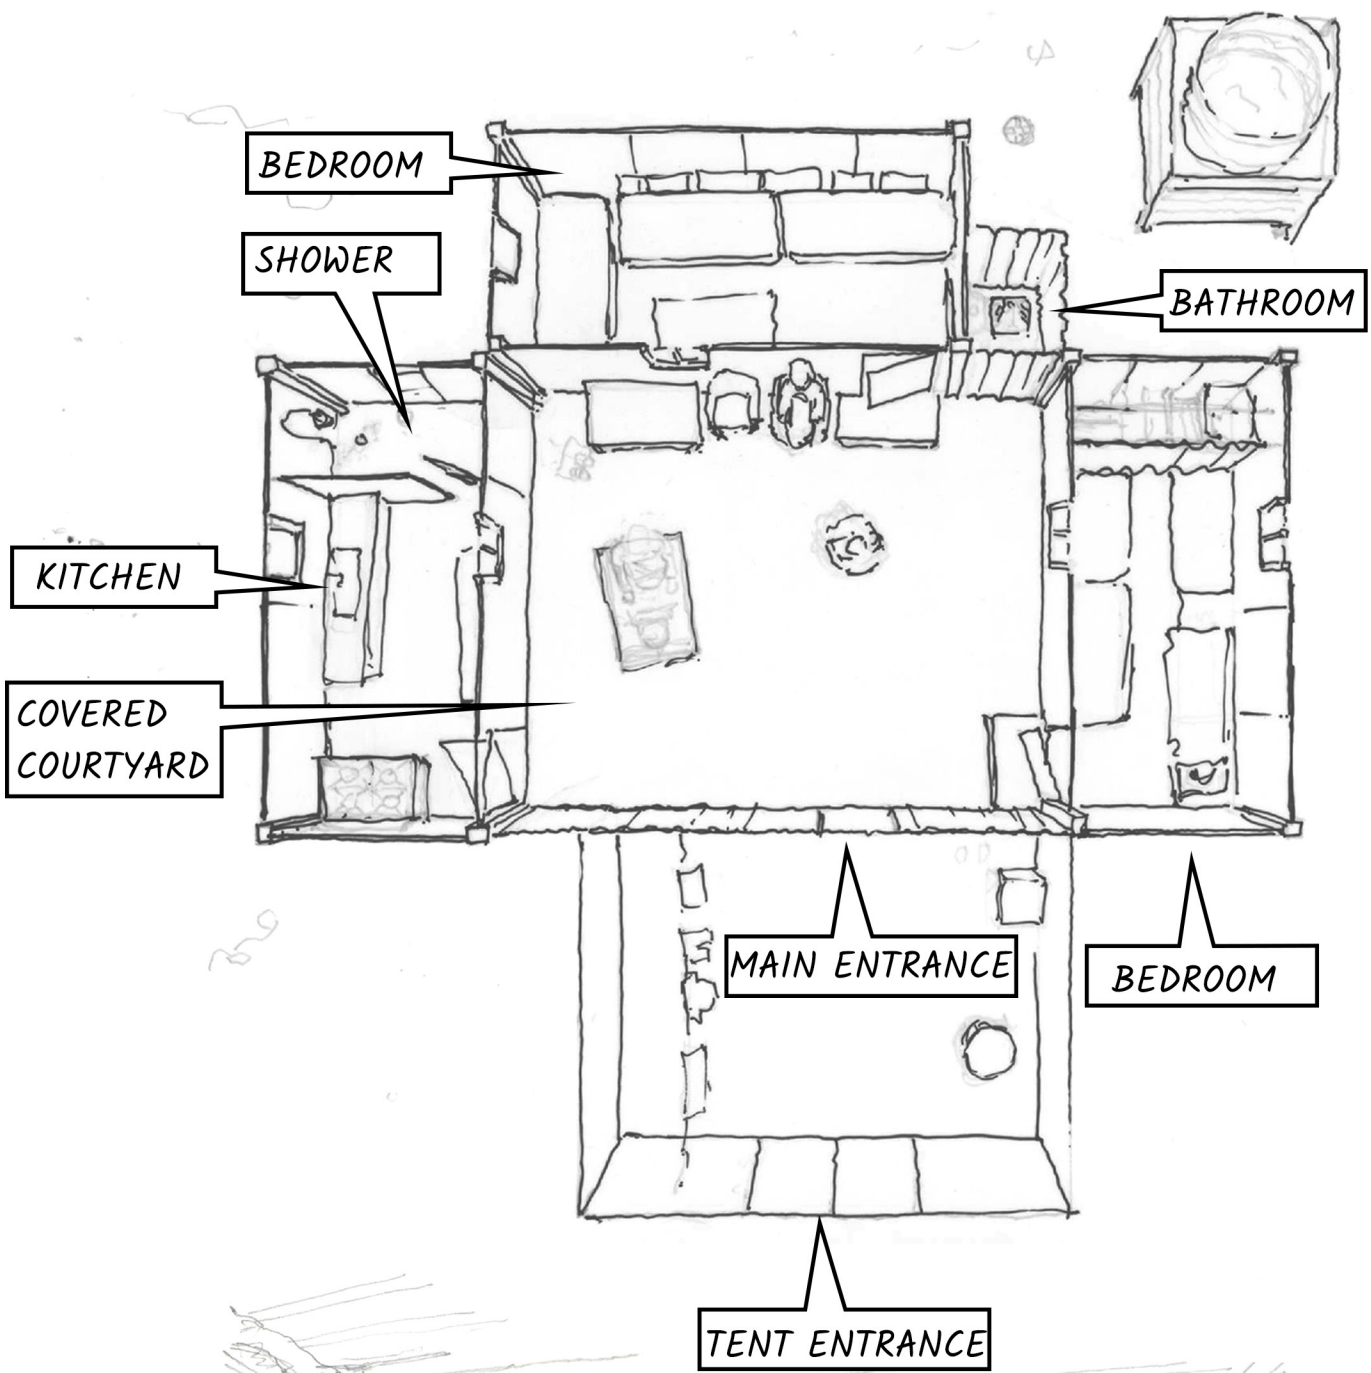 BEDROOM
SHOWER
BATHROOM
KITCHEN
COVERED
COURTYARD
MAIN ENTRANCE
BEDROOM
TENT ENTRANCE